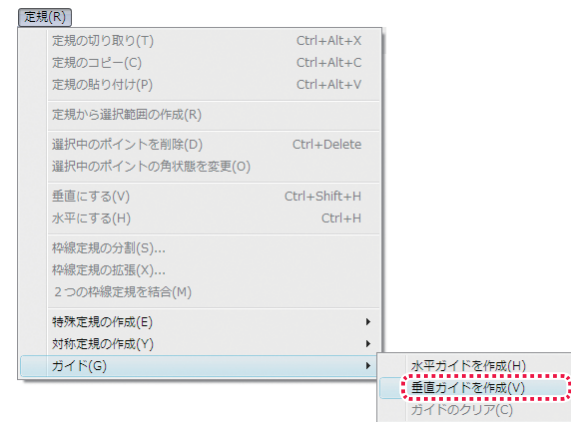 定規(R)
定規の切り取り(T) Ctrl+Alt+X
定規のコピー(C) Ctrl+Alt+C
定規の貼り付け(P) Ctrl+Alt+V
定規から選択範囲の作成(R)
選択中のポイントを削除(D) Ctrl+Delete
選択中のポイントの角状態を変更(O)
垂直にする(V) Ctrl+Shift+H
水平にする(H) Ctrl+H
枠線定規の分割(S)...
枠線定規の拡張(X)...
２つの枠線定規を結合(M)
特殊定規の作成(E)
対称定規の作成(Y)
ガイド(G)
水平ガイドを作成(H)
垂直ガイドを作成(V)
ガイドのクリア(C)